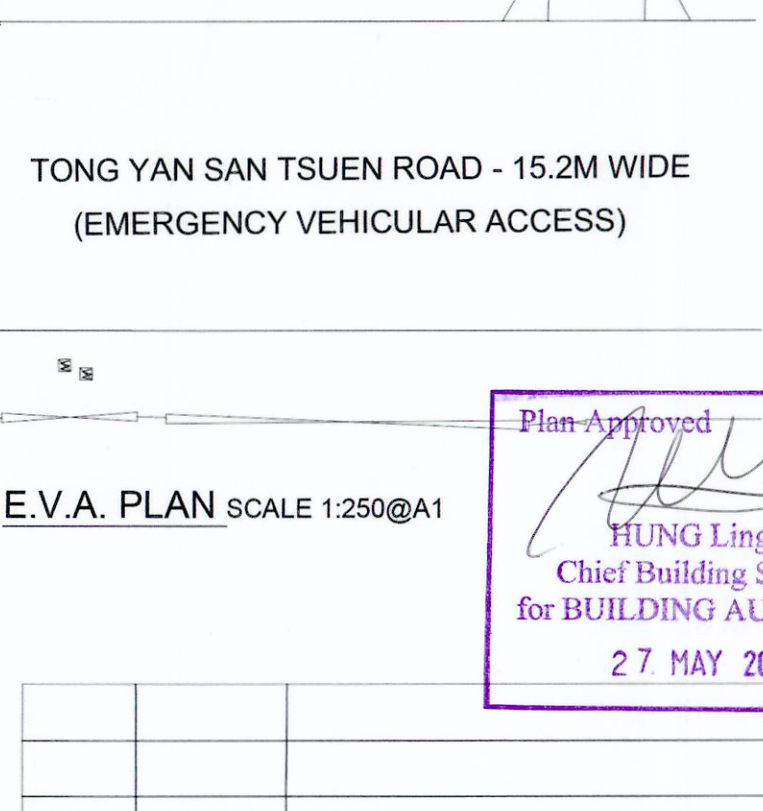 TONG YAN SAN TSUEN ROAD - 15.2M WIDE
(EMERGENCY VEHICULAR ACCESS)
E.V.A. PLAN SCALE 1:250@A1
Plan Approved
HUNG Ling
Chief Building S
for BUILDING AU
27 MAY 20